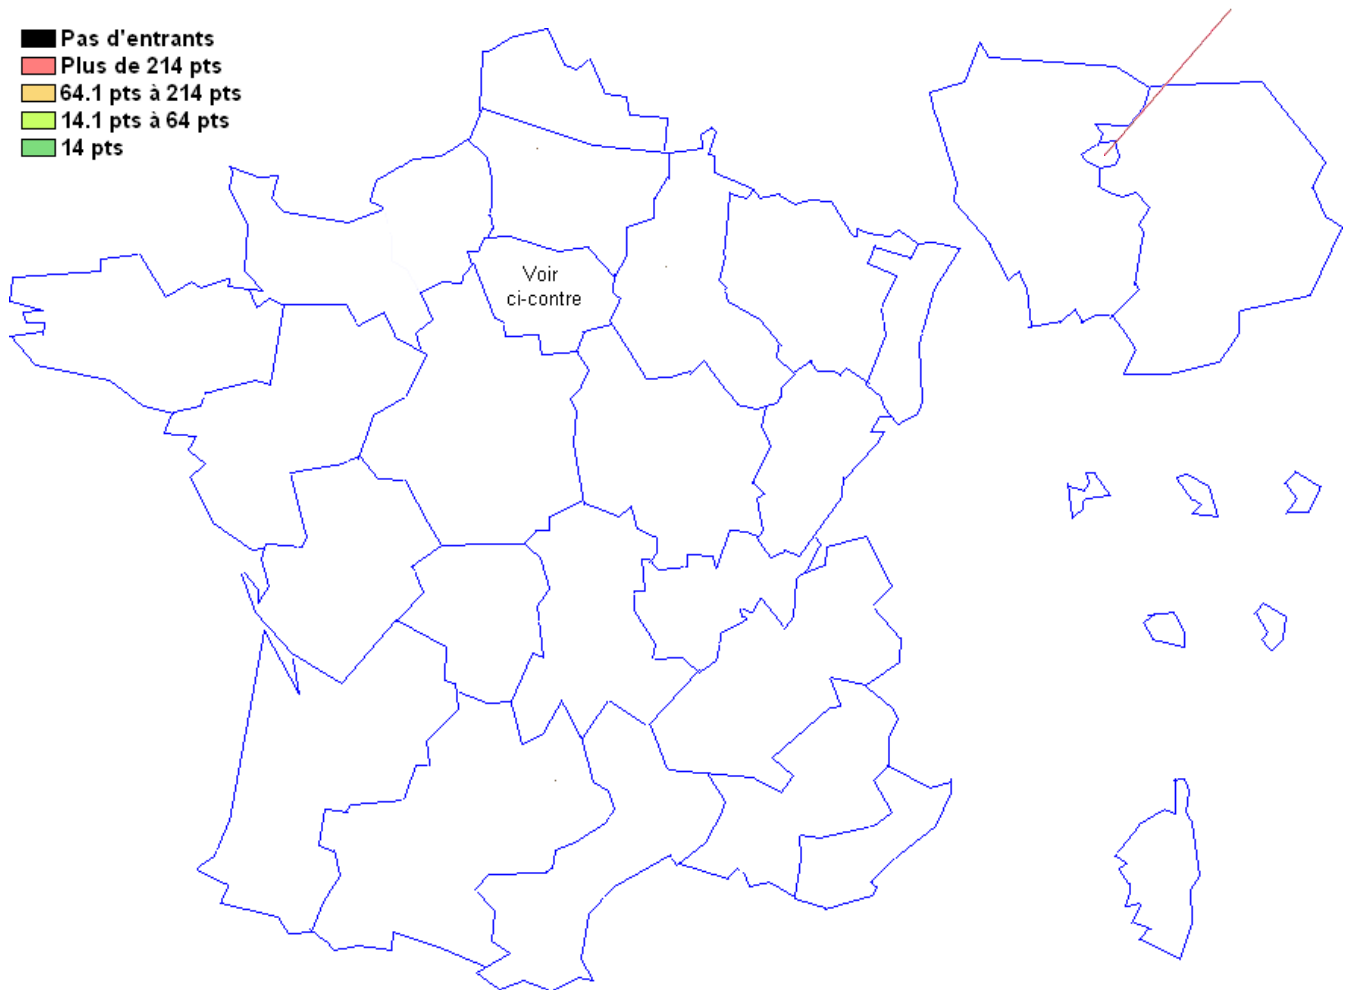 Pas d'entrants
Plus de 214 pts
64.1 pts à 214 pts
14.1 pts à 64 pts
14 pts
Voir
ci-contre